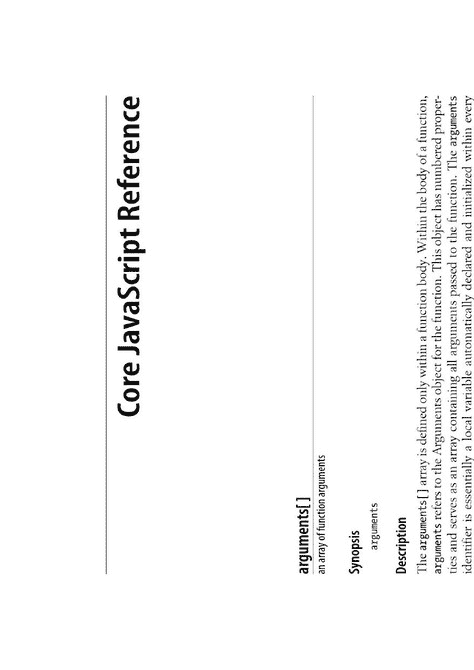 Core JavaScript Reference
arguments[]
an array of function arguments
Synopsis
arguments
Description
The arguments[] array is defined only within a function body. Within the body of a function,
arguments refers to the Arguments object for the function. This object has numbered proper-
ties and serves as an array containing all arguments passed to the function. The arguments
identifier is essentially a local variable automatically declared and initialized within every